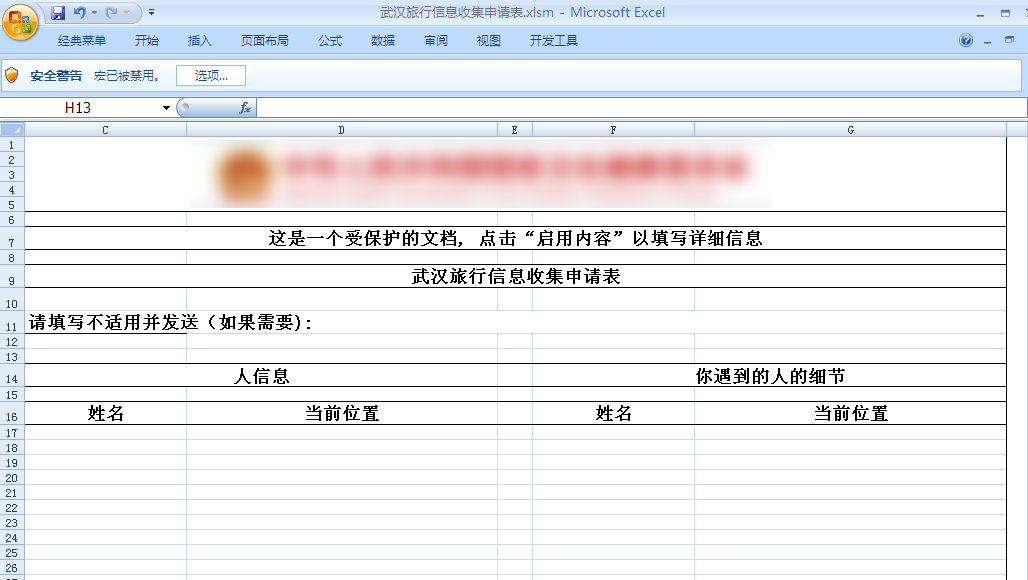 武汉旅行信息收集申请表.xlsm - Microsoft Excel
经典菜单 开始 插入 页面布局 公式 数据 审阅 视图 开发工具
安全警告 宏已被禁用。 选项...
H13 fx
C D E F G
1
2
3
4
5
6
7 这是一个受保护的文档, 点击“启用内容”以填写详细信息
8
9 武汉旅行信息收集申请表
10
11 请填写不适用并发送（如果需要）:
12
13
14 人信息 你遇到的人的细节
15
16 姓名 当前位置 姓名 当前位置
17
18
19
20
21
22
23
24
25
26